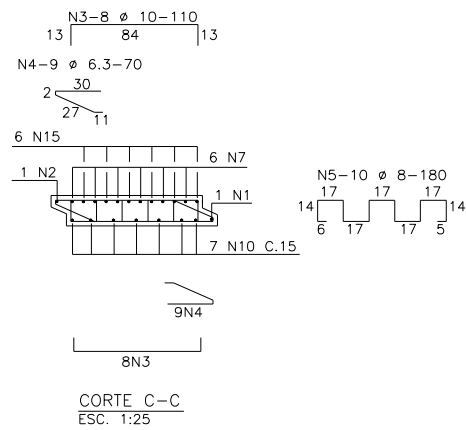 N3-8 ø 10-110
13 84 13
N4-9 ø 6.3-70
30
2
27
11
6 N15
6 N7
1 N2
1 N1
N5-10 ø 8-180
17 17 17
14 14
6 17 17 5
7 N10 C.15
9N4
8N3
CORTE C-C
ESC. 1:25